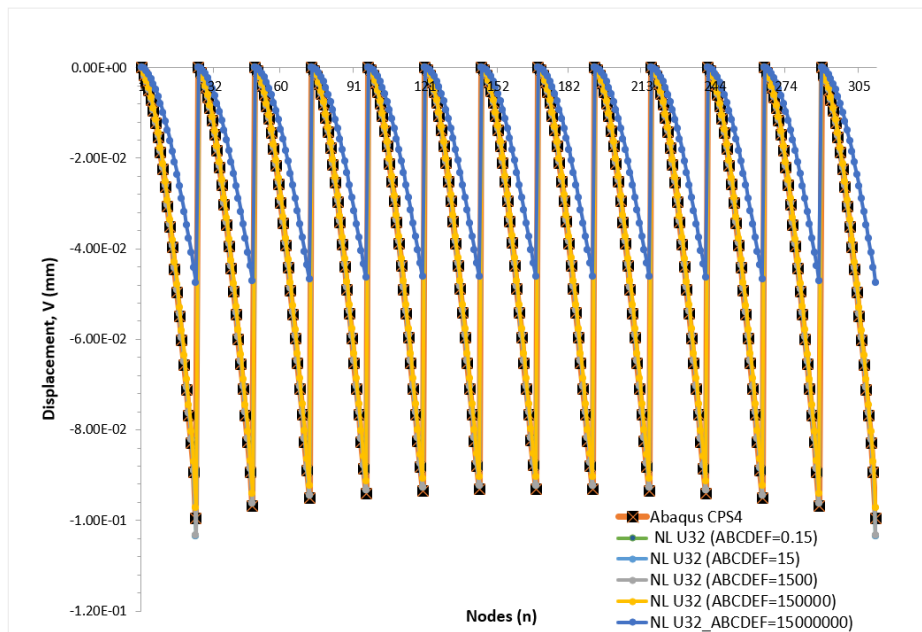 0.00E+00
-2.00E-02
-4.00E-02
-6.00E-02
-8.00E-02
-1.00E-01
-1.20E-01
32 60 91 121 152 182 213 244 274 305
Displacement, V (mm)
Nodes (n)
Abaqus CPS4
NL U32 (ABCDEF=0.15)
NL U32 (ABCDEF=15)
NL U32 (ABCDEF=1500)
NL U32 (ABCDEF=150000)
NL U32_ABCDEF=15000000)